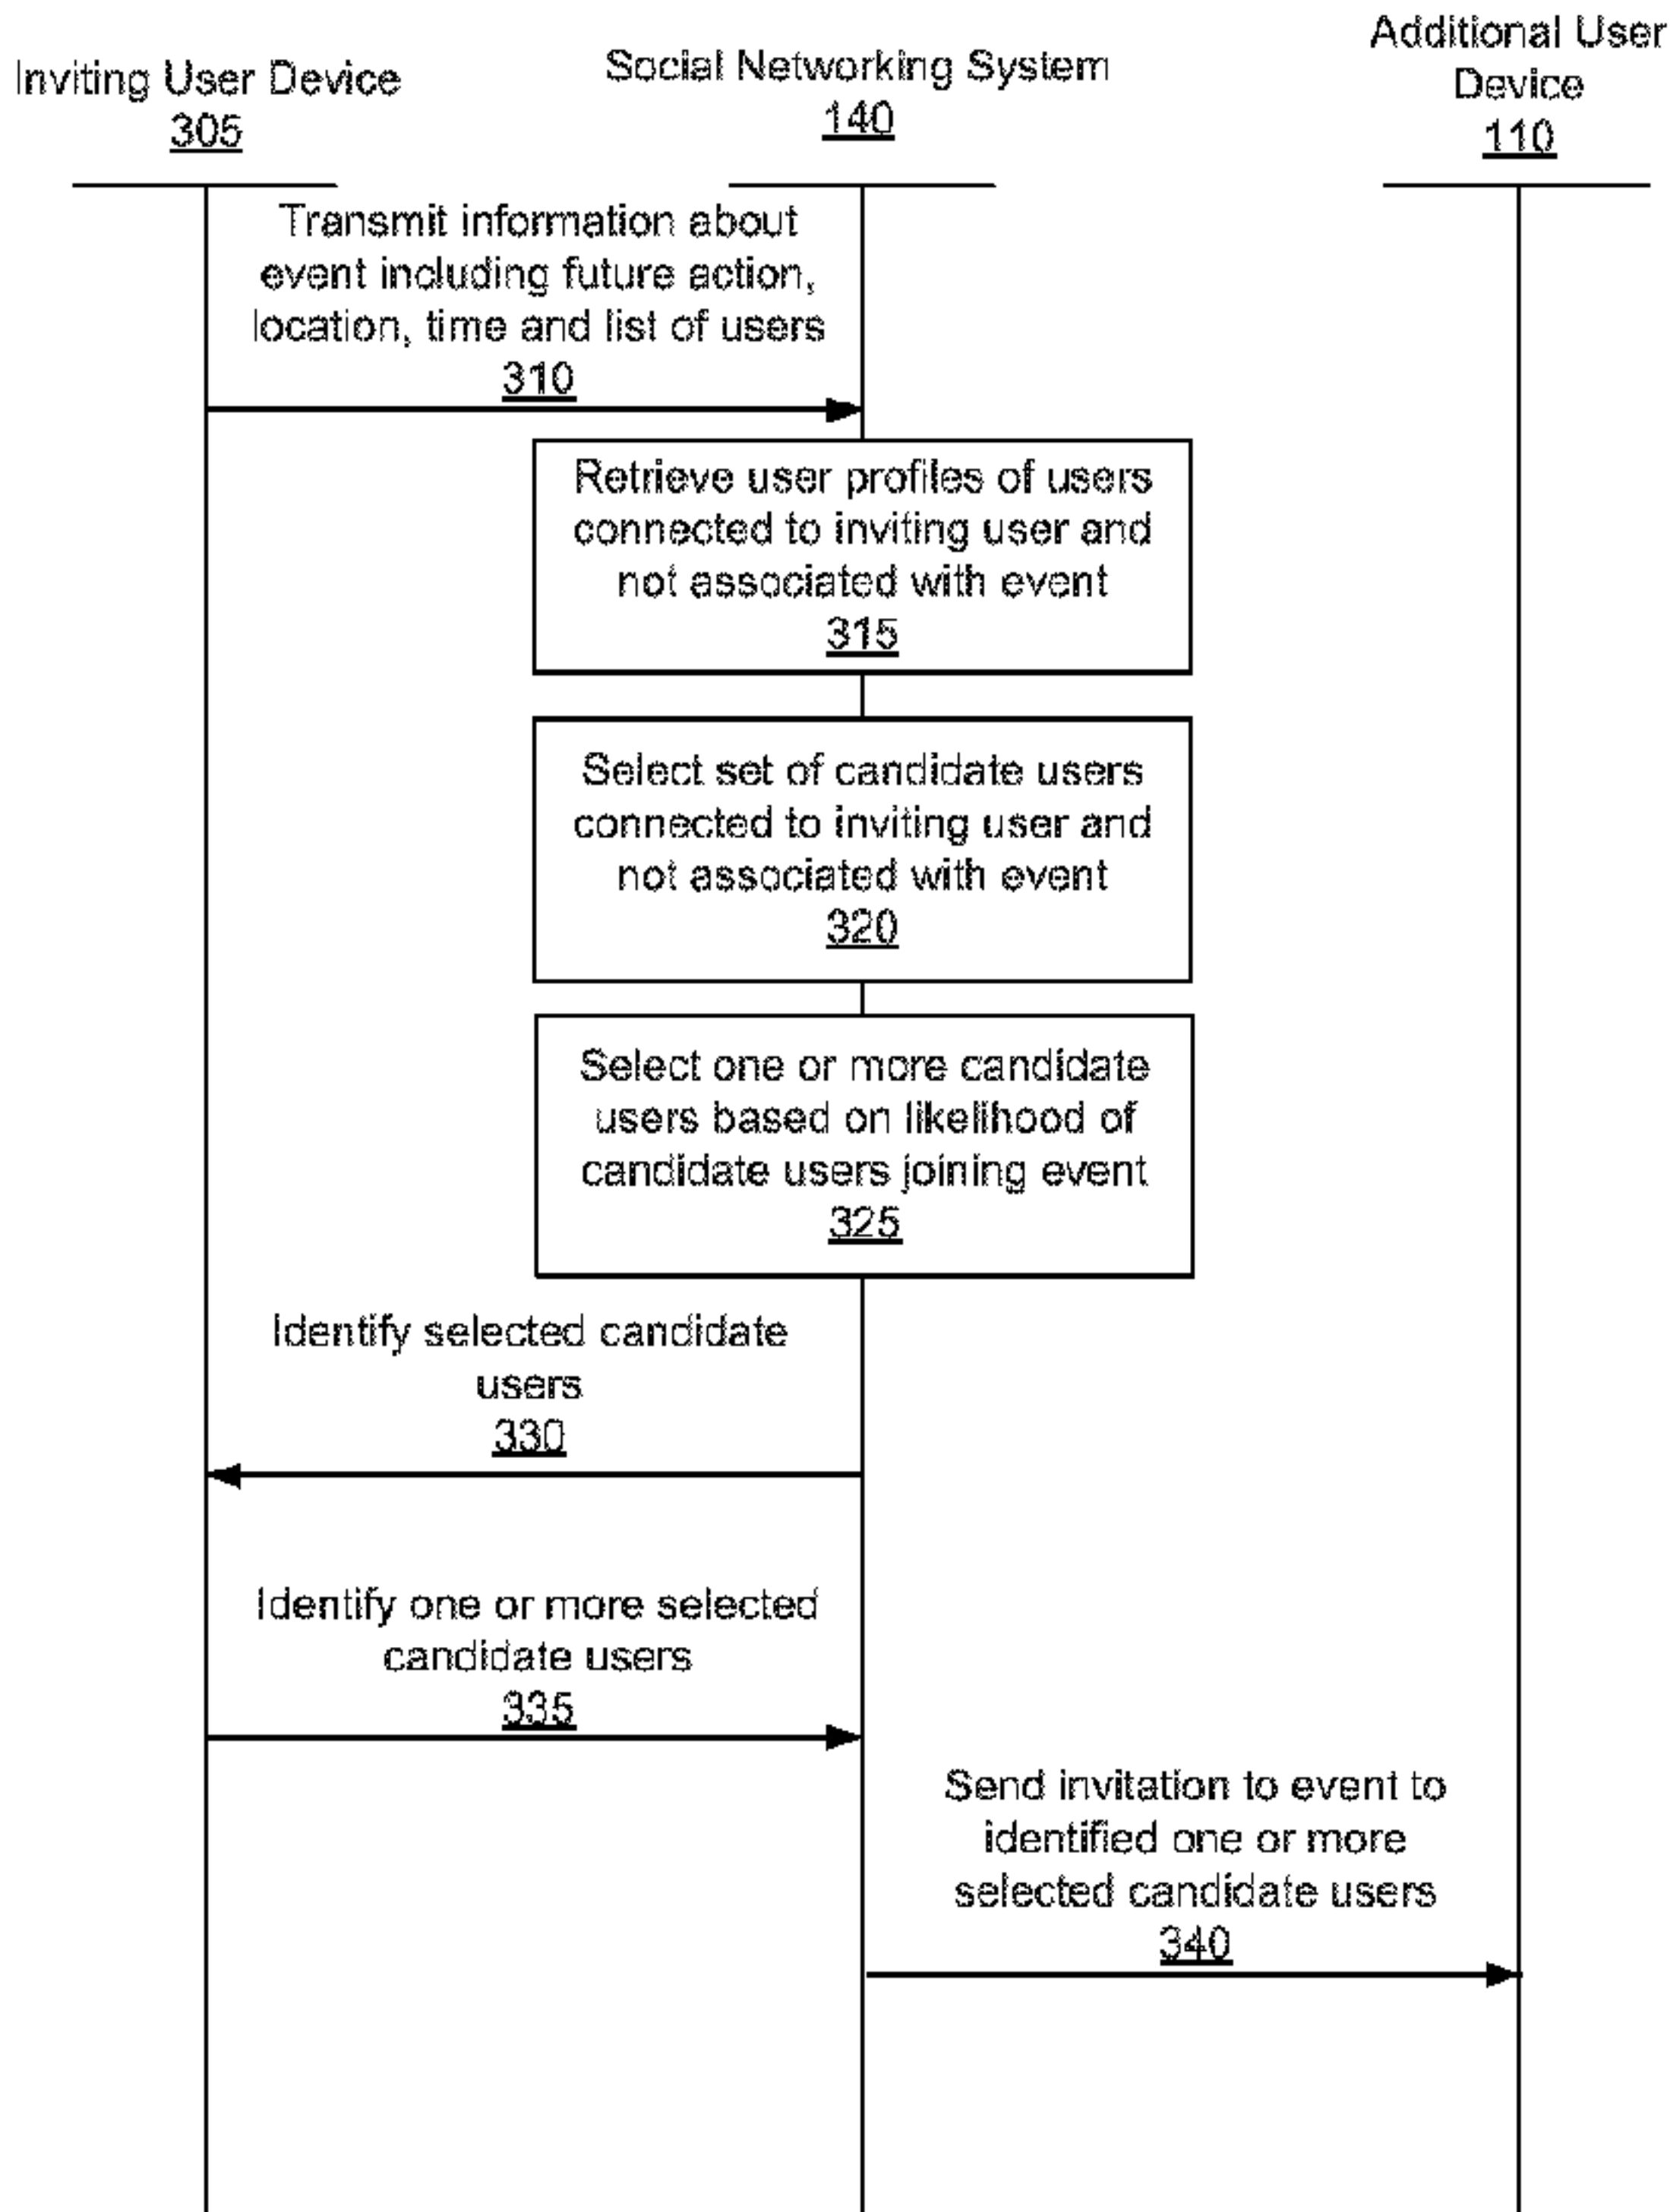 Inviting User Device
305
Social Networking System
140
Additional User
Device
110
Transmit information about
event including future action,
location, time and list of users
310
Retrieve user profiles of users
connected to inviting user and
not associated with event
315
Select set of candidate users
connected to inviting user and
not associated with event
320
Select one or more candidate
users based on likelihood of
candidate users joining event
325
Identify selected candidate
users
330
Identify one or more selected
candidate users
335
Send invitation to event to
identified one or more
selected candidate users
340